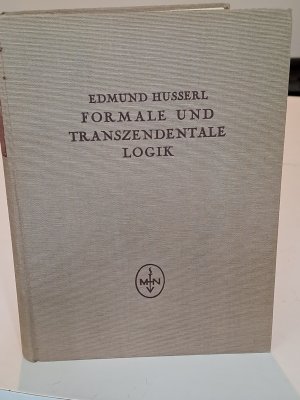 EDMUND HUSSERL
FORMALE UND
TRANSZENDENTALE
LOGIK
M N